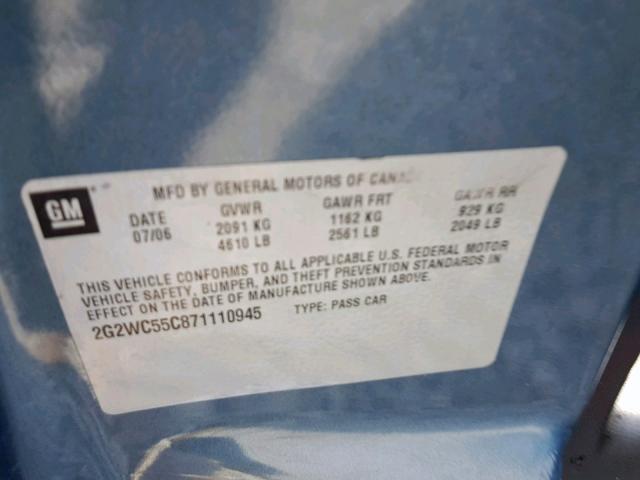 GM
MFD BY GENERAL MOTORS OF CANADA
DATE GVWR GAWR FRT GAWR RR
07/06 2091 KG 1162 KG 929 KG
4610 LB 2561 LB 2049 LB
THIS VEHICLE CONFORMS TO ALL APPLICABLE U.S. FEDERAL MOTOR
VEHICLE SAFETY, BUMPER, AND THEFT PREVENTION STANDARDS IN
EFFECT ON THE DATE OF MANUFACTURE SHOWN ABOVE.
2G2WC55C871110945 TYPE: PASS CAR